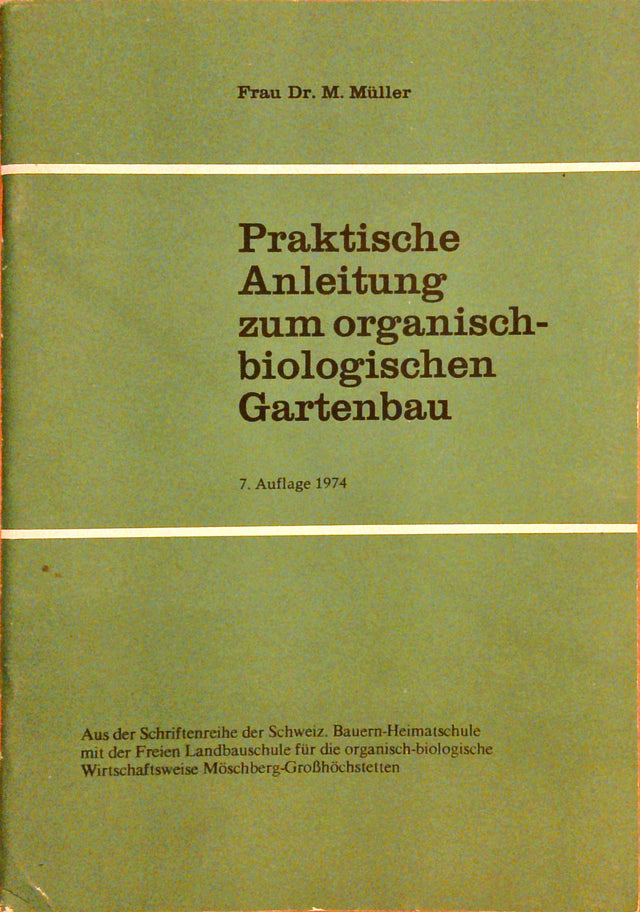 Frau Dr. M. Müller
Praktische
Anleitung
zum organisch-
biologischen
Gartenbau
7. Auflage 1974
Aus der Schriftenreihe der Schweiz. Bauern-Heimatschule
mit der Freien Landbauschule für die organisch-biologische
Wirtschaftsweise Möschberg-Großhöchstetten